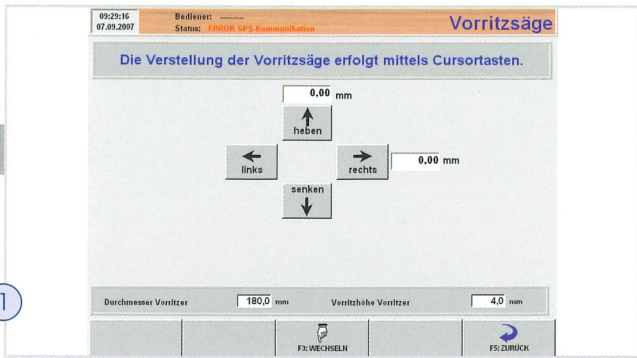 09:29:16 Bediener: ---------- Vorritzsäge
07.09.2007 Status: ERROR SPS-Kommunikation
Die Verstellung der Vorritzsäge erfolgt mittels Cursortasten.
0,00 mm
heben
links rechts 0,00 mm
senken
1
Durchmesser Vorritzer 180,0 mm Vorritzhöhe Vorritzer 4,0 mm
F3: WECHSELN F5: ZURÜCK